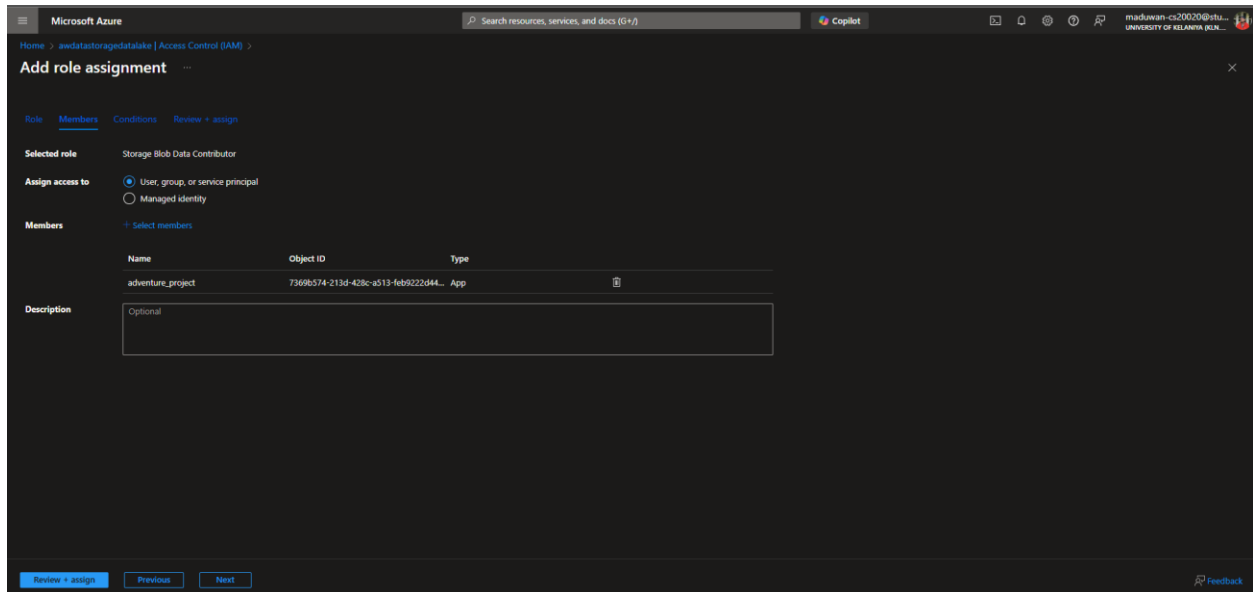 Microsoft Azure
Search resources, services, and docs (G+/)
Copilot
maduwan-cs20020@stu...
UNIVERSITY OF KELANIYA (KLN....
Home > awdatastoragedatalake | Access Control (IAM) >
Add role assignment ...
Role Members Conditions Review + assign
Selected role Storage Blob Data Contributor
Assign access to User, group, or service principal
Managed identity
Members + Select members
Name Object ID Type
adventure_project 7369b574-213d-428c-a513-feb9222d44... App
Description Optional
Review + assign Previous Next Feedback